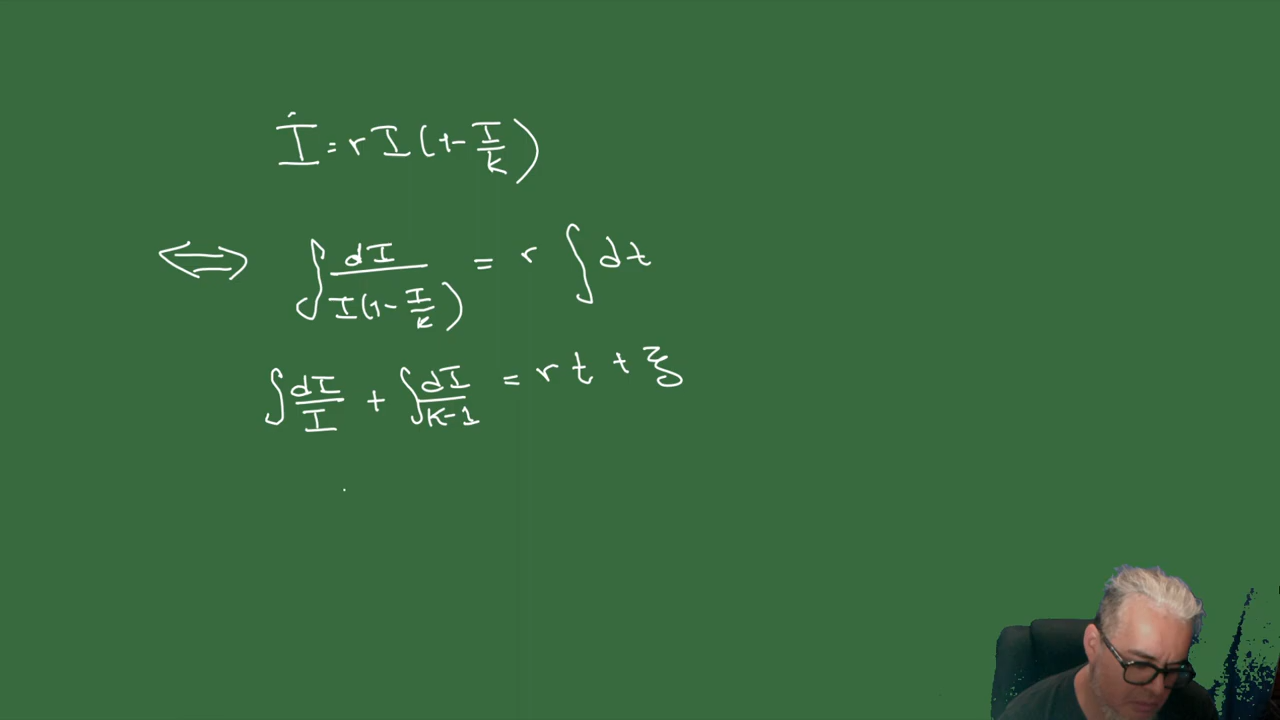 İ = r I (1 - I/k)
⟺ ∫ dI / I(1 - I/k) = r ∫ dt
∫ dI/I + ∫ dI/K-1 = r t + ξ